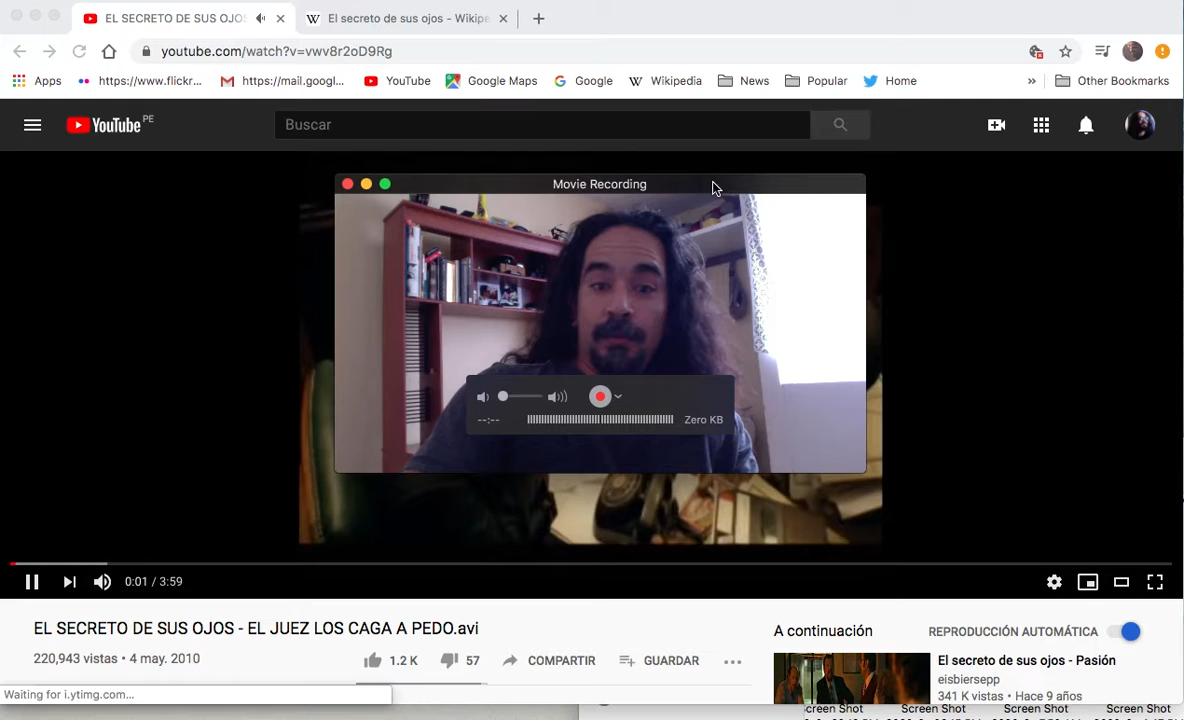 EL SECRETO DE SUS OJOS
El secreto de sus ojos - Wikipe
youtube.com/watch?v=vwv8r2oD9Rg
Apps https://www.flickr... https://mail.googl... YouTube Google Maps Google Wikipedia News Popular Home » Other Bookmarks
YouTube PE Buscar
Movie Recording
--:-- Zero KB
0:01 / 3:59
EL SECRETO DE SUS OJOS - EL JUEZ LOS CAGA A PEDO.avi
220,943 vistas • 4 may. 2010 1.2 K 57 COMPARTIR GUARDAR
A continuación REPRODUCCIÓN AUTOMÁTICA
El secreto de sus ojos - Pasión
eisbiersepp
341 K vistas • Hace 9 años
Waiting for i.ytimg.com...
Screen Shot Screen Shot Screen Shot Screen Shot